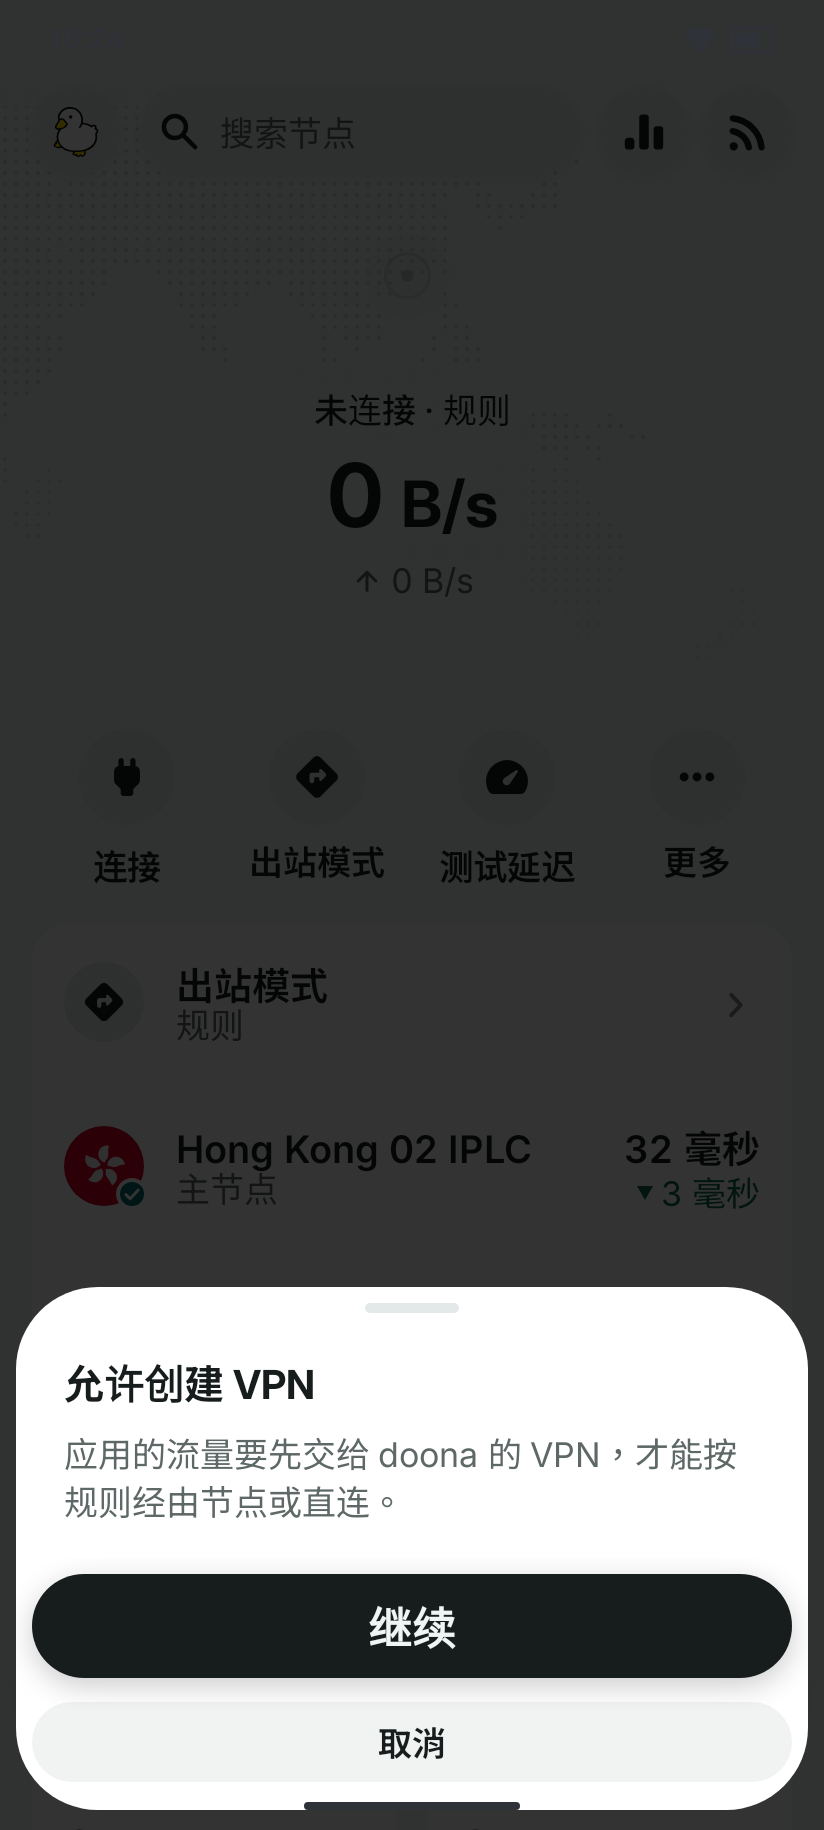 搜索节点
未连接 · 规则
0 B/s
↑ 0 B/s
连接
出站模式
测试延迟
更多
出站模式
规则
Hong Kong 02 IPLC
32 毫秒
主节点
▼3 毫秒
允许创建 VPN
应用的流量要先交给 doona 的 VPN，才能按
规则经由节点或直连。
继续
取消